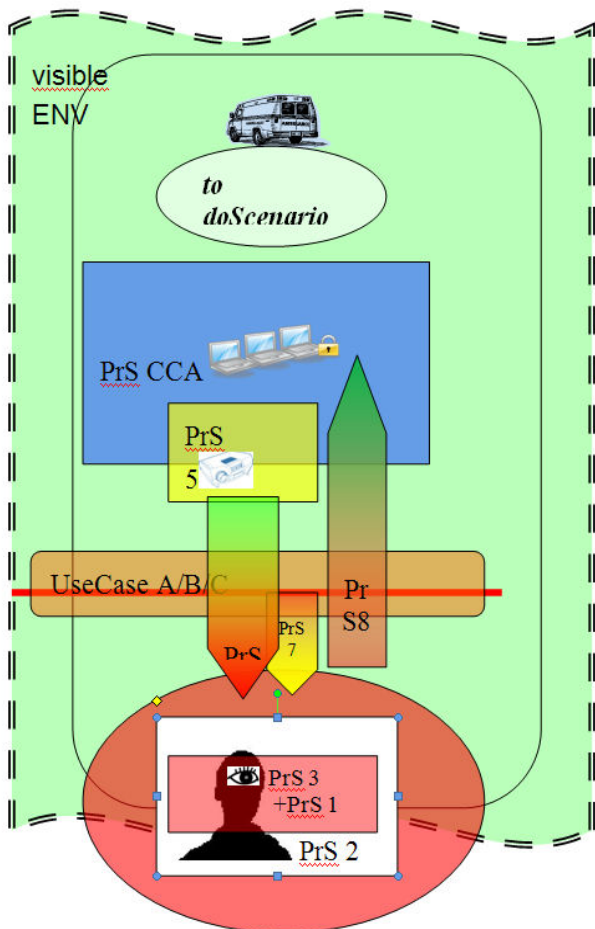 visible
ENV
to
doScenario
PrS CCA
PrS
5
UseCase A/B/C
Pr
S8
PrS
7
PrS
PrS 3
+PrS 1
PrS 2